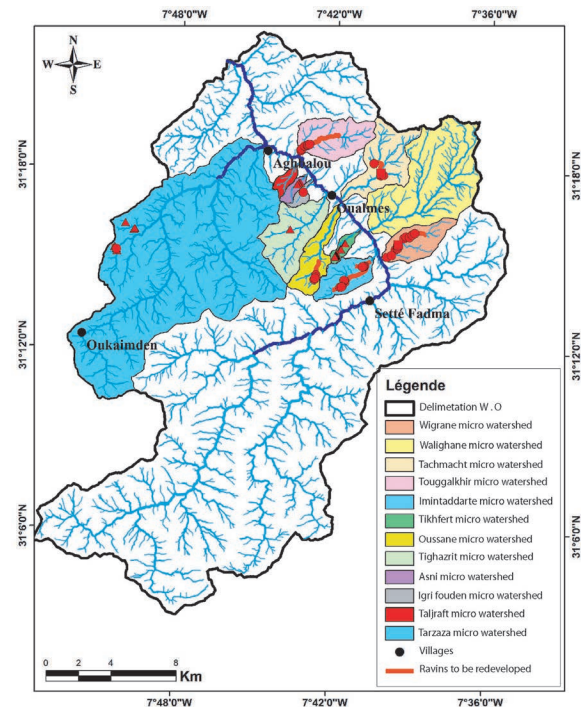 7°48'0"W 7°42'0"W 7°36'0"W
N
W E
S
31°18'0"N
31°18'0"N
Aghbalou
Oualmes
Setté Fadma
Oukaimden
31°12'0"N
31°12'0"N
31°6'0"N
31°6'0"N
Légende
Delimetation W . O
Wigrane micro watershed
Walighane micro watershed
Tachmacht micro watershed
Touggalkhir micro watershed
Imintaddarte micro watershed
Tikhfert micro watershed
Oussane micro watershed
Tighazrit micro watershed
Asni micro watershed
Igri fouden micro watershed
Taljraft micro watershed
Tarzaza micro watershed
Villages
Ravins to be redeveloped
0 2 4 8
Km
7°48'0"W 7°42'0"W 7°36'0"W